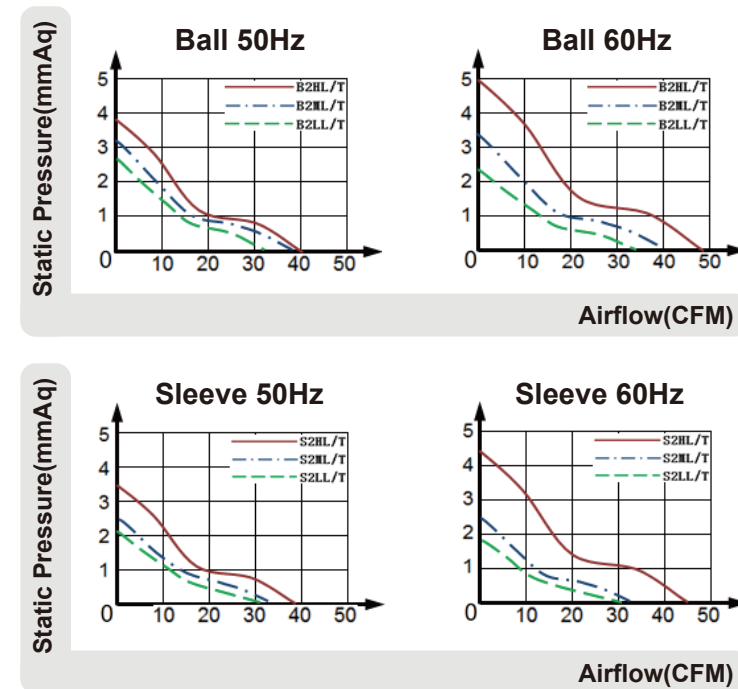 Static Pressure(mmAq)
Ball 50Hz
5
4
3
2
1
0
10 20 30 40 50
B2HL/T
B2ML/T
B2LL/T
Ball 60Hz
5
4
3
2
1
0
10 20 30 40 50
B2HL/T
B2ML/T
B2LL/T
Airflow(CFM)
Static Pressure(mmAq)
Sleeve 50Hz
5
4
3
2
1
0
10 20 30 40 50
S2HL/T
S2ML/T
S2LL/T
Sleeve 60Hz
5
4
3
2
1
0
10 20 30 40 50
S2HL/T
S2ML/T
S2LL/T
Airflow(CFM)